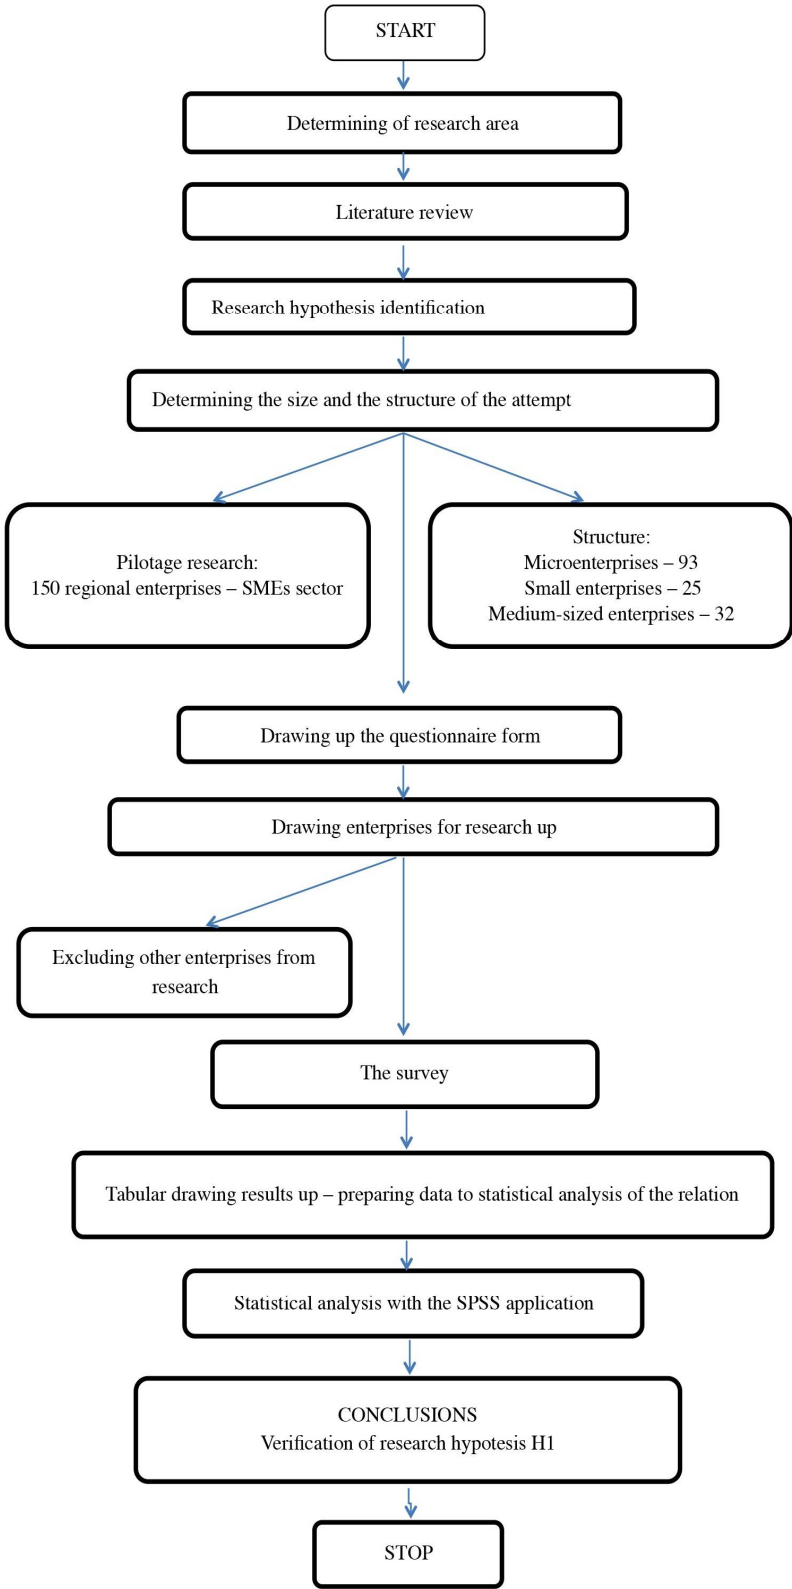 START
Determining of research area
Literature review
Research hypothesis identification
Determining the size and the structure of the attempt
Pilotage research:
150 regional enterprises – SMEs sector
Structure:
Microenterprises – 93
Small enterprises – 25
Medium-sized enterprises – 32
Drawing up the questionnaire form
Drawing enterprises for research up
Excluding other enterprises from
research
The survey
Tabular drawing results up – preparing data to statistical analysis of the relation
Statistical analysis with the SPSS application
CONCLUSIONS
Verification of research hypotesis H1
STOP